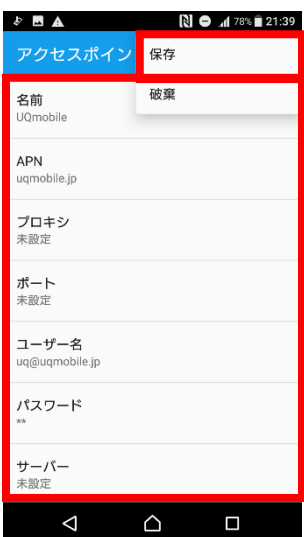 78% 21:39
アクセスポイン
保存
破棄
名前
UQmobile
APN
uqmobile.jp
プロキシ
未設定
ポート
未設定
ユーザー名
uq@uqmobile.jp
パスワード
**
サーバー
未設定